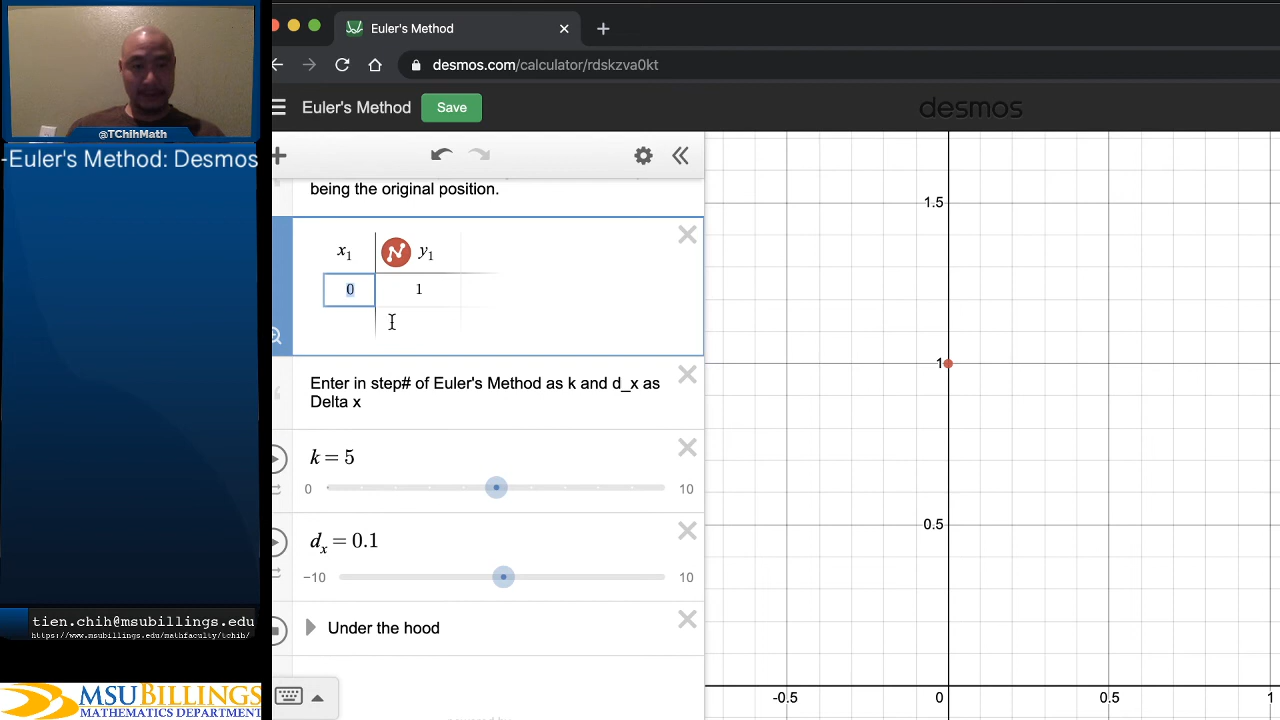 Euler's Method
desmos.com/calculator/rdskzva0kt
Euler's Method
Save
desmos
@TChihMath
-Euler's Method: Desmos
being the original position.
x₁ y₁
0 1
Enter in step# of Euler's Method as k and d_x as
Delta x
k = 5
0 10
dₓ = 0.1
−10 10
Under the hood
1.5
1
0.5
-0.5 0 0.5 1
tien.chih@msubillings.edu
https://www.msubillings.edu/mathfaculty/tchih/
MSUBILLINGS
MATHEMATICS DEPARTMENT